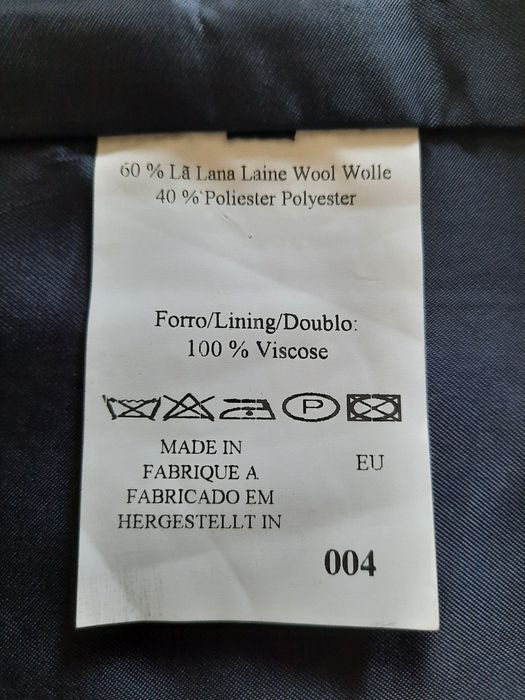 60 % Lã Lana Laine Wool Wolle
40 % Poliester Polyester
Forro/Lining/Doublo:
100 % Viscose
P
MADE IN
FABRIQUE A
FABRICADO EM
HERGESTELLT IN
EU
004